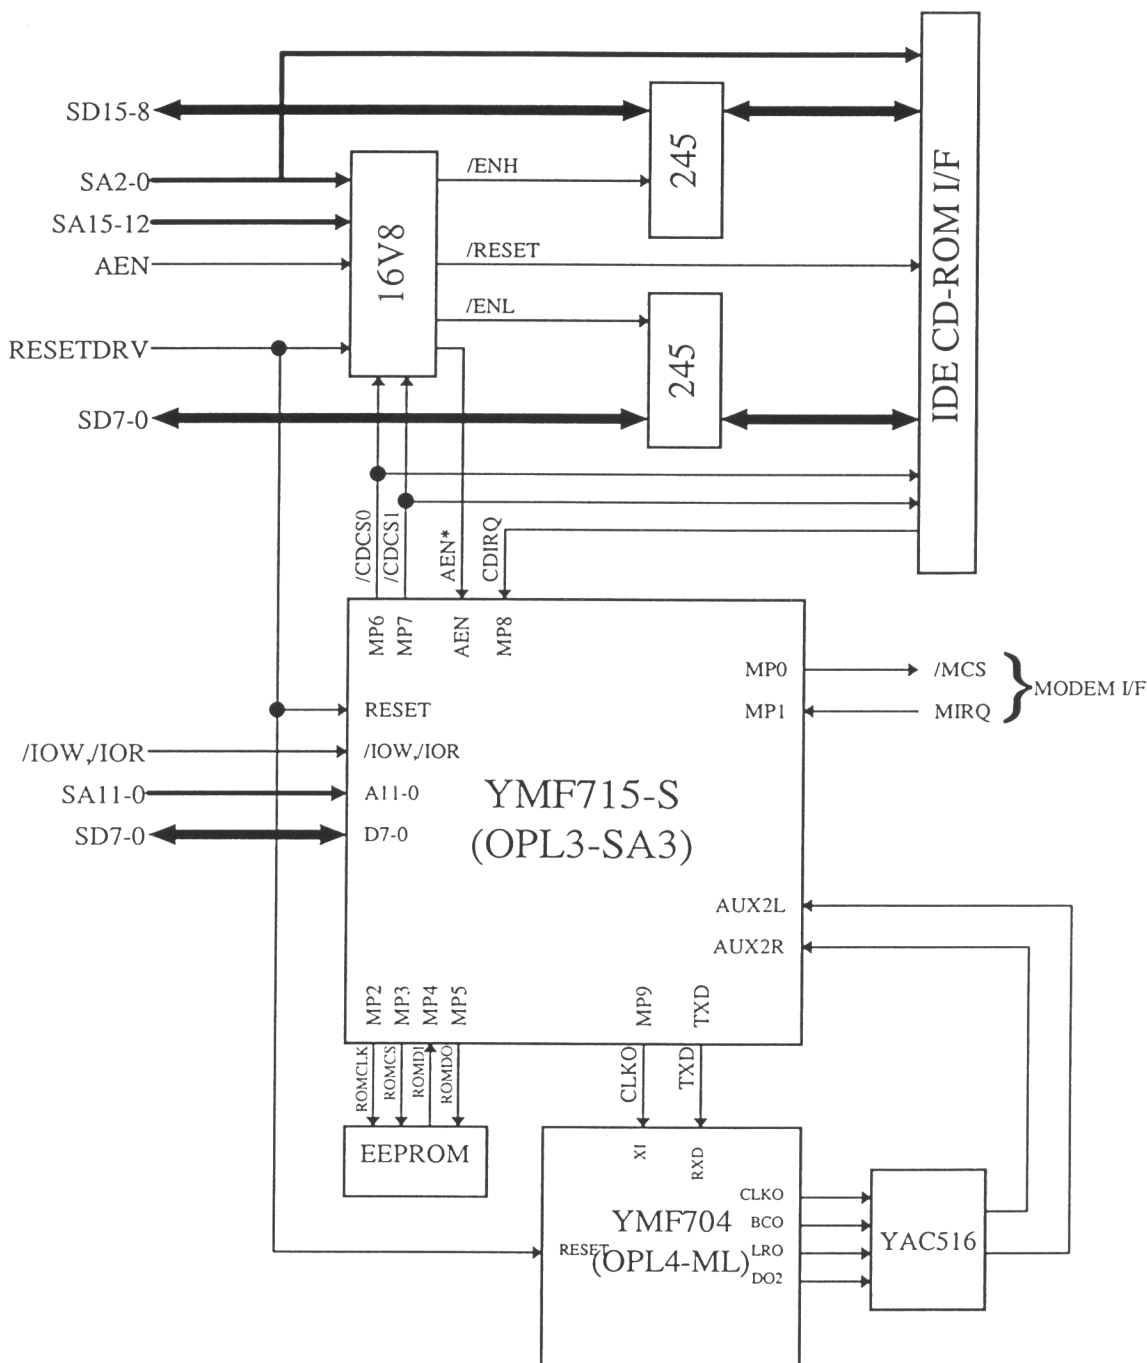 SD15-8
SA2-0
SA15-12
AEN
RESETDRV
SD7-0
16V8
/ENH
/RESET
/ENL
245
245
IDE CD-ROM I/F
/CDCS0
/CDCS1
AEN*
CDIRQ
MP6
MP7
AEN
MP8
MP0
/MCS
MP1
MIRQ
MODEM I/F
RESET
/IOW,/IOR
/IOW,/IOR
SA11-0
A11-0
SD7-0
D7-0
YMF715-S
(OPL3-SA3)
AUX2L
AUX2R
MP2
MP3
MP4
MP5
MP9
TXD
ROMCLK
ROMCS
ROMDI
ROMDO
CLKO
TXD
EEPROM
XI
RXD
RESET
YMF704
(OPL4-ML)
CLKO
BCO
LRO
DO2
YAC516